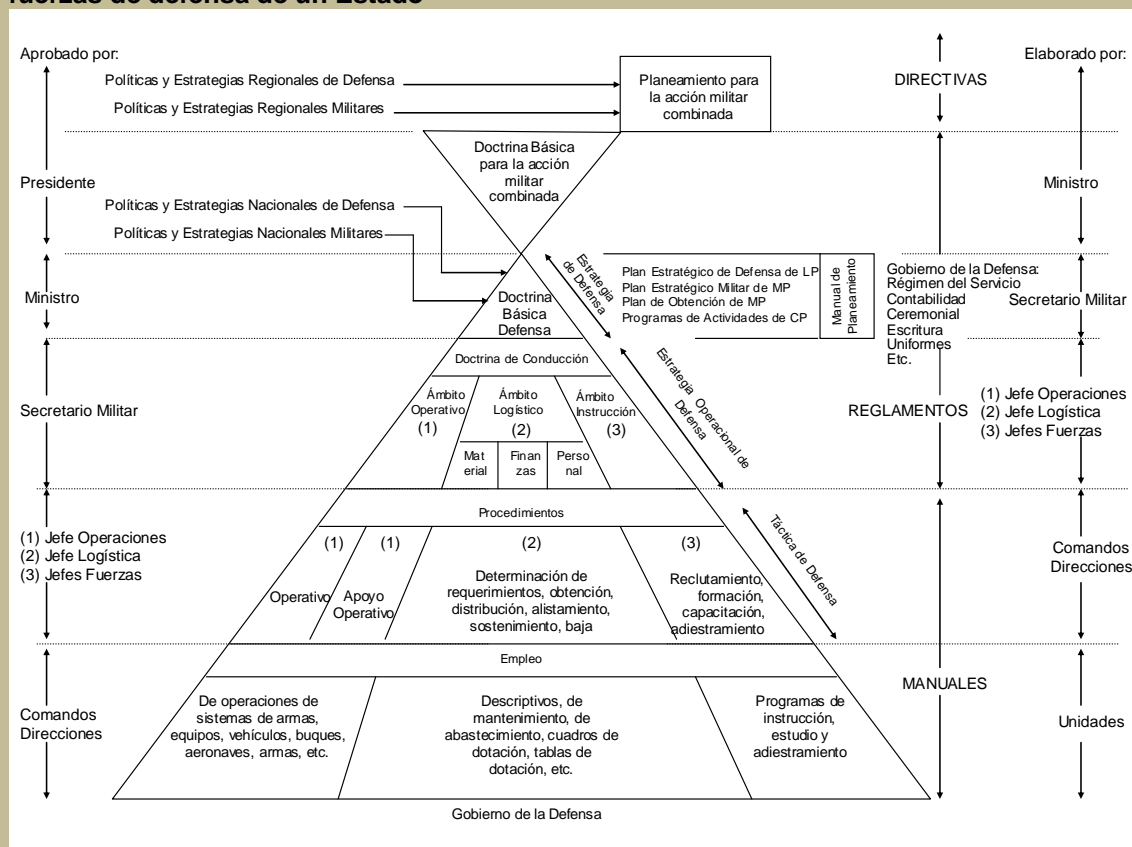 fuerzas de defensa de un Estado
Aprobado por:
Elaborado por:
Políticas y Estrategias Regionales de Defensa
Políticas y Estrategias Regionales Militares
Planeamiento para
la acción militar
combinada
DIRECTIVAS
Doctrina Básica
para la acción
militar
combinada
Presidente
Ministro
Políticas y Estrategias Nacionales de Defensa
Políticas y Estrategias Nacionales Militares
Ministro
Doctrina
Básica
Defensa
Estrategia
de Defensa
Plan Estratégico de Defensa de LP
Plan Estratégico Militar de MP
Plan de Obtención de MP
Programas de Actividades de CP
Manual de
Planeamiento
Gobierno de la Defensa:
Régimen del Servicio
Contabilidad
Ceremonial
Escritura
Uniformes
Etc.
Secretario Militar
Doctrina de Conducción
Secretario Militar
Ámbito
Operativo
(1)
Ámbito
Logístico
(2)
Ámbito
Instrucción
(3)
Mat
erial
Finan
zas
Perso
nal
Estrategia Operacional de
Defensa
REGLAMENTOS
(1) Jefe Operaciones
(2) Jefe Logística
(3) Jefes Fuerzas
Procedimientos
(1) Jefe Operaciones
(2) Jefe Logística
(3) Jefes Fuerzas
(1)
Operativo
(1)
Apoyo
Operativo
(2)
Determinación de
requerimientos, obtención,
distribución, alistamiento,
sostenimiento, baja
(3)
Reclutamiento,
formación,
capacitación,
adiestramiento
Táctica de Defensa
Comandos
Direcciones
Empleo
MANUALES
Comandos
Direcciones
De operaciones de
sistemas de armas,
equipos, vehículos, buques,
aeronaves, armas, etc.
Descriptivos, de
mantenimiento, de
abastecimiento, cuadros de
dotación, tablas de
dotación, etc.
Programas de
instrucción,
estudio y
adiestramiento
Unidades
Gobierno de la Defensa